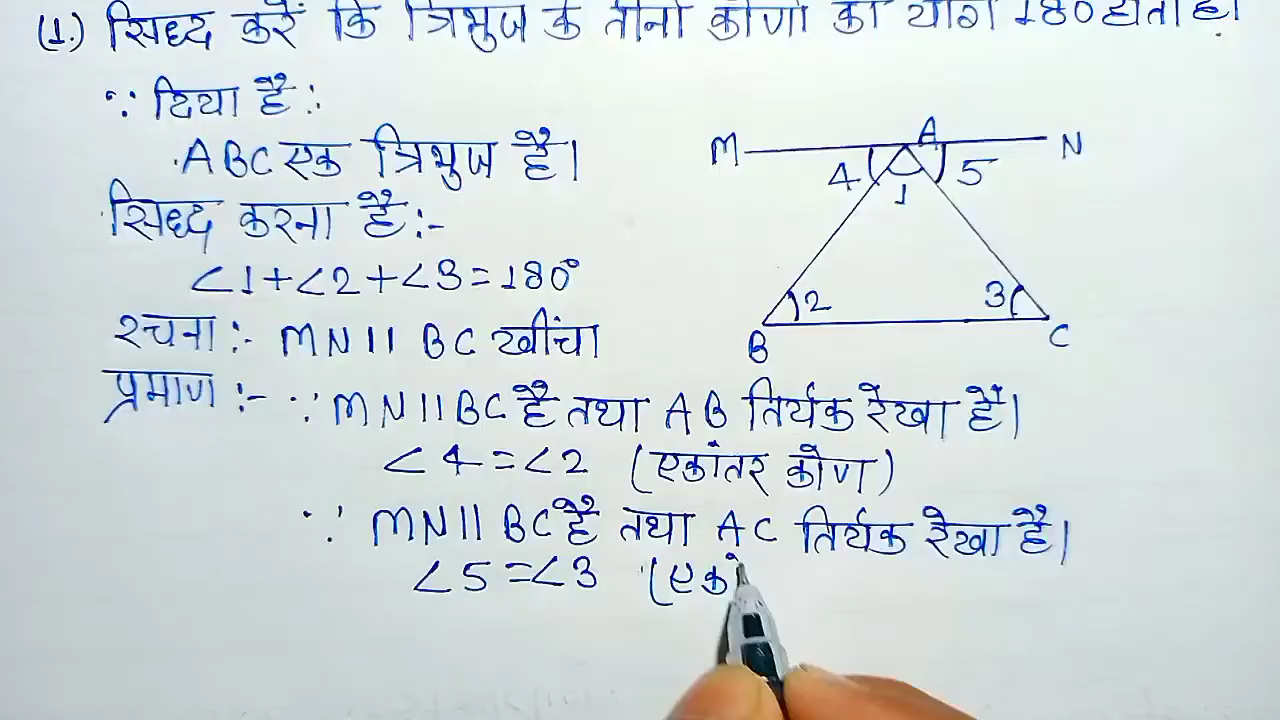 (1.) सिध्द करें कि त्रिभुज के तीनों कोणों का योग 180 होता है।
∵ दिया है :
ABC एक त्रिभुज है।
सिध्द करना है :-
∠1+∠2+∠3=180°
रचना :- MN || BC खींचा
प्रमाण :- ∵ MN || BC है तथा AB तिर्यक रेखा है।
∠4=∠2 (एकांतर कोण)
∵ MN || BC है तथा AC तिर्यक रेखा है।
∠5=∠3 (एकां
M A N
4 1 5
2 3
B C